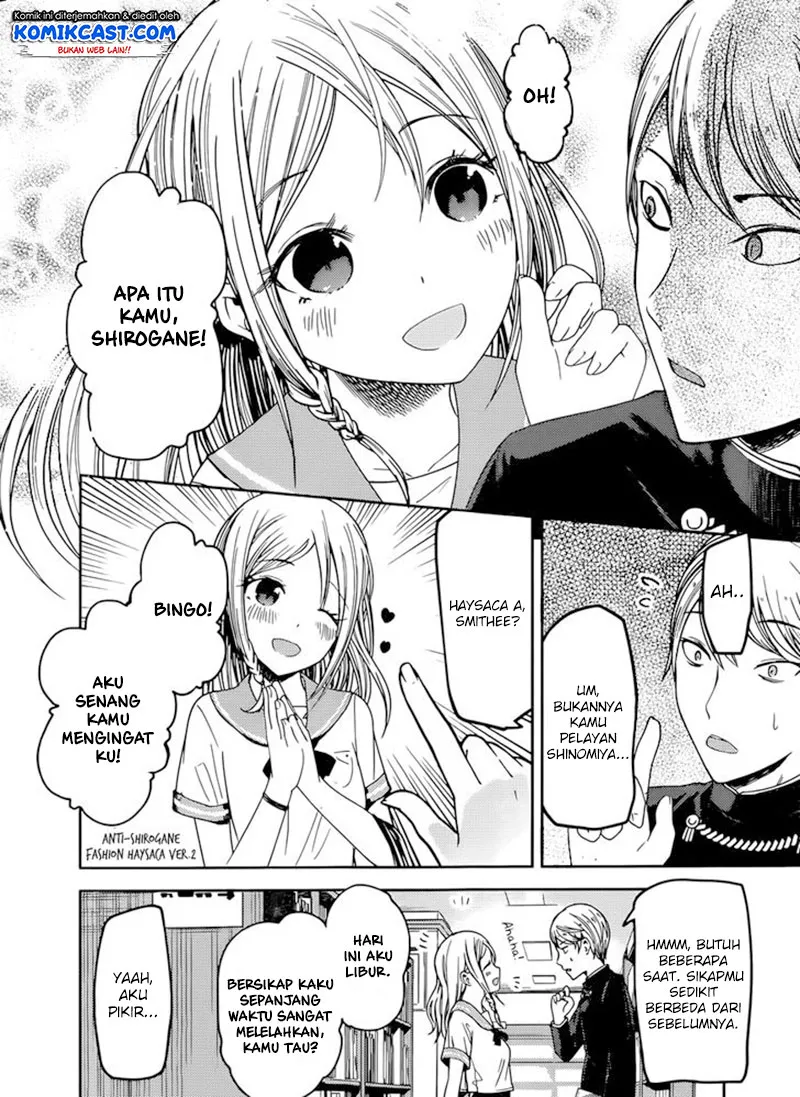 Komik ini diterjemahkan & diedit oleh
KOMIKCAST.COM
BUKAN WEB LAIN!!
OH!
APA ITU
KAMU,
SHIROGANE!
AH..
UM,
BUKANNYA
KAMU
PELAYAN
SHINOMIYA...
HAYSACA A,
SMITHEE?
BINGO!
AKU
SENANG
KAMU
MENGINGAT
KU!
ANTI-SHIROGANE
FASHION HAYSACA VER.2
HMMM, BUTUH
BEBERAPA
SAAT. SIKAPMU
SEDIKIT
BERBEDA DARI
SEBELUMNYA.
Ahaha!
HARI
INI AKU
LIBUR.
BERSIKAP KAKU
SEPANJANG
WAKTU SANGAT
MELELAHKAN,
KAMU TAU?
YAAH,
AKU
PIKIR...